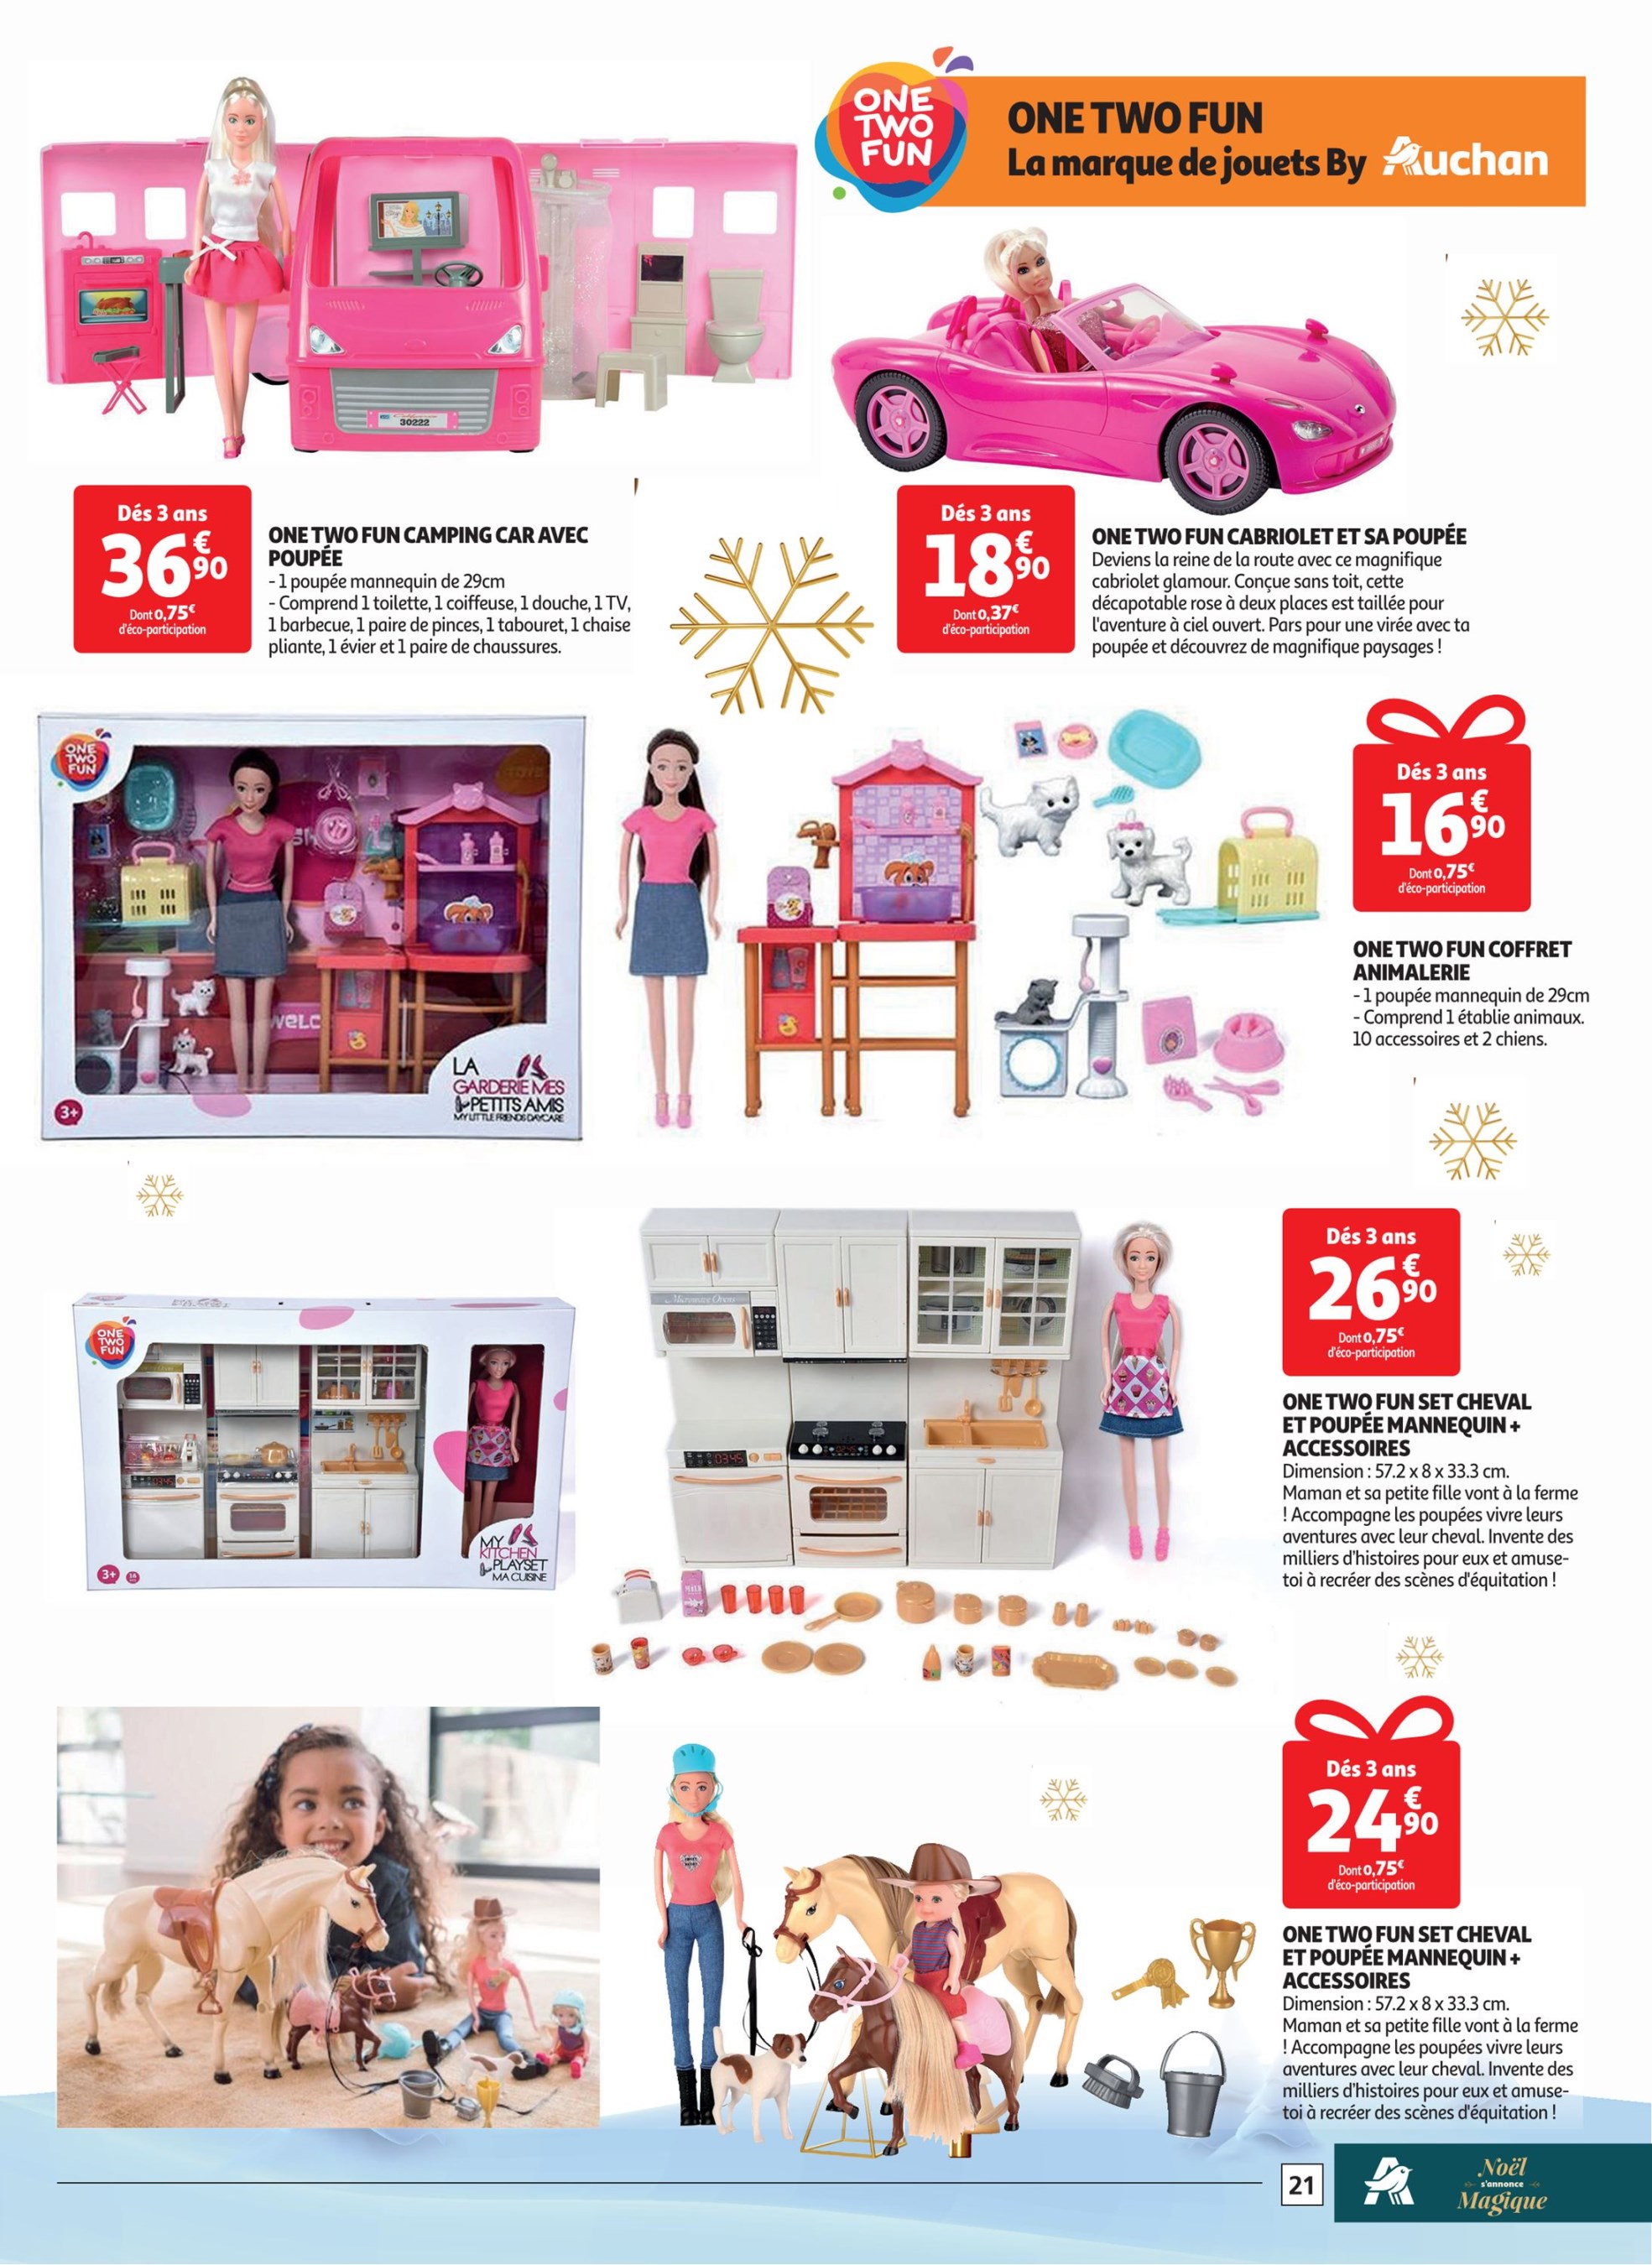 ONE
TWO
FUN
ONE TWO FUN
La marque de jouets By Auchan
30222
Dés 3 ans
36€90
Dont 0,75€
d'éco-participation
ONE TWO FUN CAMPING CAR AVEC
POUPÉE
- 1 poupée mannequin de 29cm
- Comprend 1 toilette, 1 coiffeuse, 1 douche, 1 TV,
1 barbecue, 1 paire de pinces, 1 tabouret, 1 chaise
pliante, 1 évier et 1 paire de chaussures.
Dés 3 ans
18€90
Dont 0,37€
d'éco-participation
ONE TWO FUN CABRIOLET ET SA POUPÉE
Deviens la reine de la route avec ce magnifique
cabriolet glamour. Conçue sans toit, cette
décapotable rose à deux places est taillée pour
l'aventure à ciel ouvert. Pars pour une virée avec ta
poupée et découvrez de magnifique paysages !
ONE
TWO
FUN
WELC
LA
GARDERIE MES
PETITS AMIS
MY LITTLE FRIENDS DAYCARE
3+
Dés 3 ans
16€90
Dont 0,75€
d'éco-participation
ONE TWO FUN COFFRET
ANIMALERIE
- 1 poupée mannequin de 29cm
- Comprend 1 établie animaux.
10 accessoires et 2 chiens.
ONE
TWO
FUN
3+
MY
KITCHEN
PLAYSET
MA CUISINE
Microwave Ovens
03:45
MILK
Dés 3 ans
26€90
Dont 0,75€
d'éco-participation
ONE TWO FUN SET CHEVAL
ET POUPÉE MANNEQUIN +
ACCESSOIRES
Dimension : 57.2 x 8 x 33.3 cm.
Maman et sa petite fille vont à la ferme
! Accompagne les poupées vivre leurs
aventures avec leur cheval. Invente des
milliers d'histoires pour eux et amuse-
toi à recréer des scènes d'équitation !
Dés 3 ans
24€90
Dont 0,75€
d'éco-participation
ONE TWO FUN SET CHEVAL
ET POUPÉE MANNEQUIN +
ACCESSOIRES
Dimension : 57.2 x 8 x 33.3 cm.
Maman et sa petite fille vont à la ferme
! Accompagne les poupées vivre leurs
aventures avec leur cheval. Invente des
milliers d'histoires pour eux et amuse-
toi à recréer des scènes d'équitation !
21
Noël
s'annonce
Magique